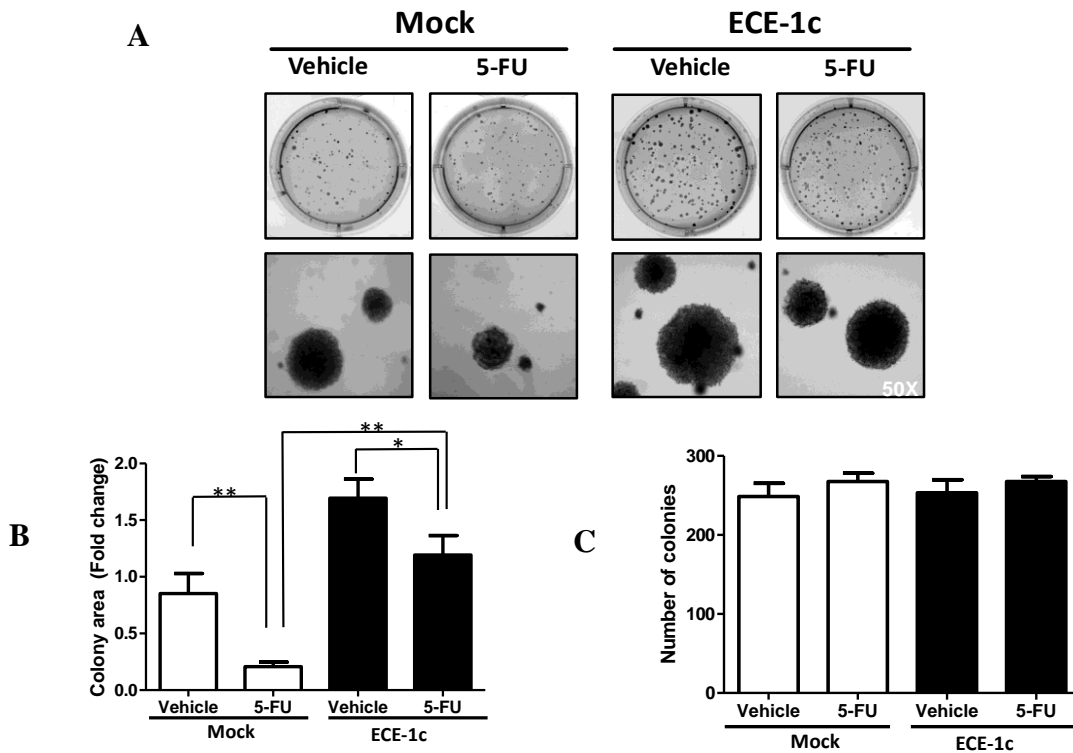 A
Mock ECE-1c
Vehicle 5-FU Vehicle 5-FU
50X
B
Colony area (Fold change)
2.0
1.5
1.0
0.5
0.0
** ** *
Vehicle 5-FU Vehicle 5-FU
Mock ECE-1c
C
Number of colonies
300
200
100
0
Vehicle 5-FU Vehicle 5-FU
Mock ECE-1c